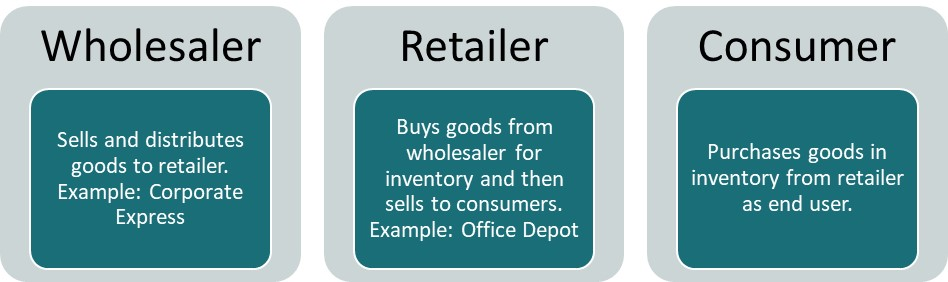 Wholesaler
Sells and distributes
goods to retailer.
Example: Corporate
Express
Retailer
Buys goods from
wholesaler for
inventory and then
sells to consumers.
Example: Office Depot
Consumer
Purchases goods in
inventory from retailer
as end user.